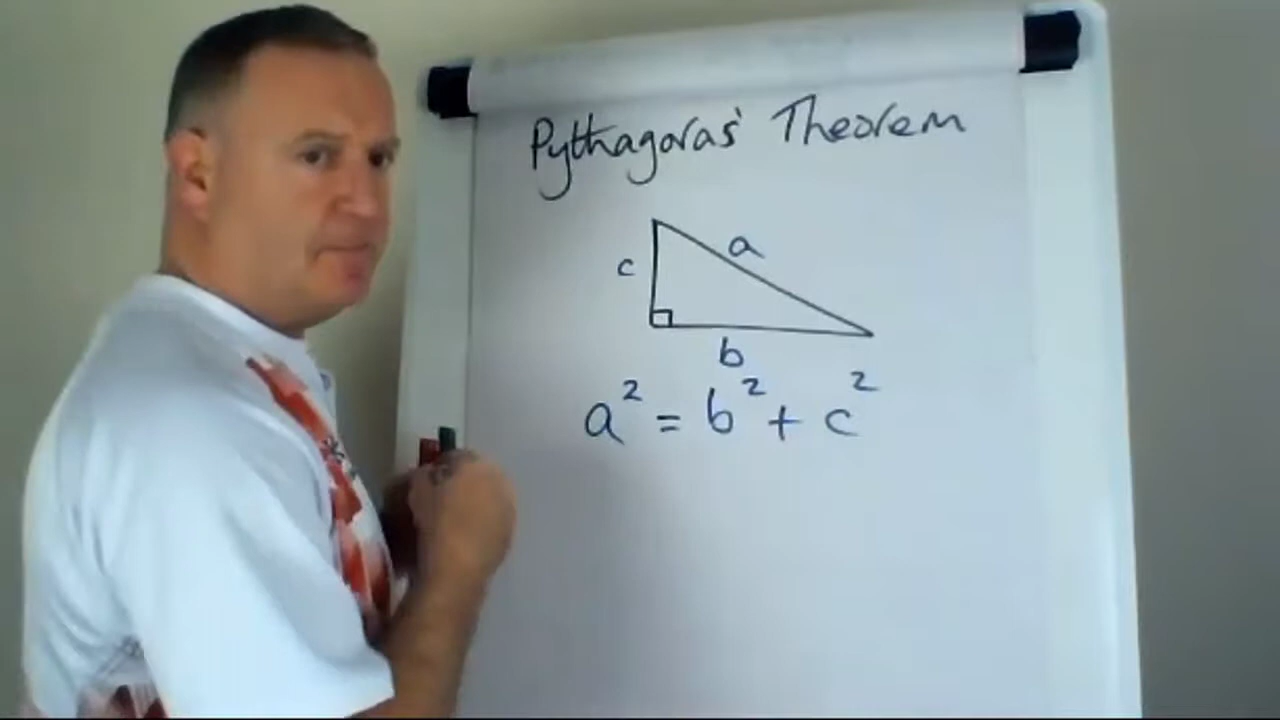 Pythagoras' Theorem
a
c
b
a² = b² + c²